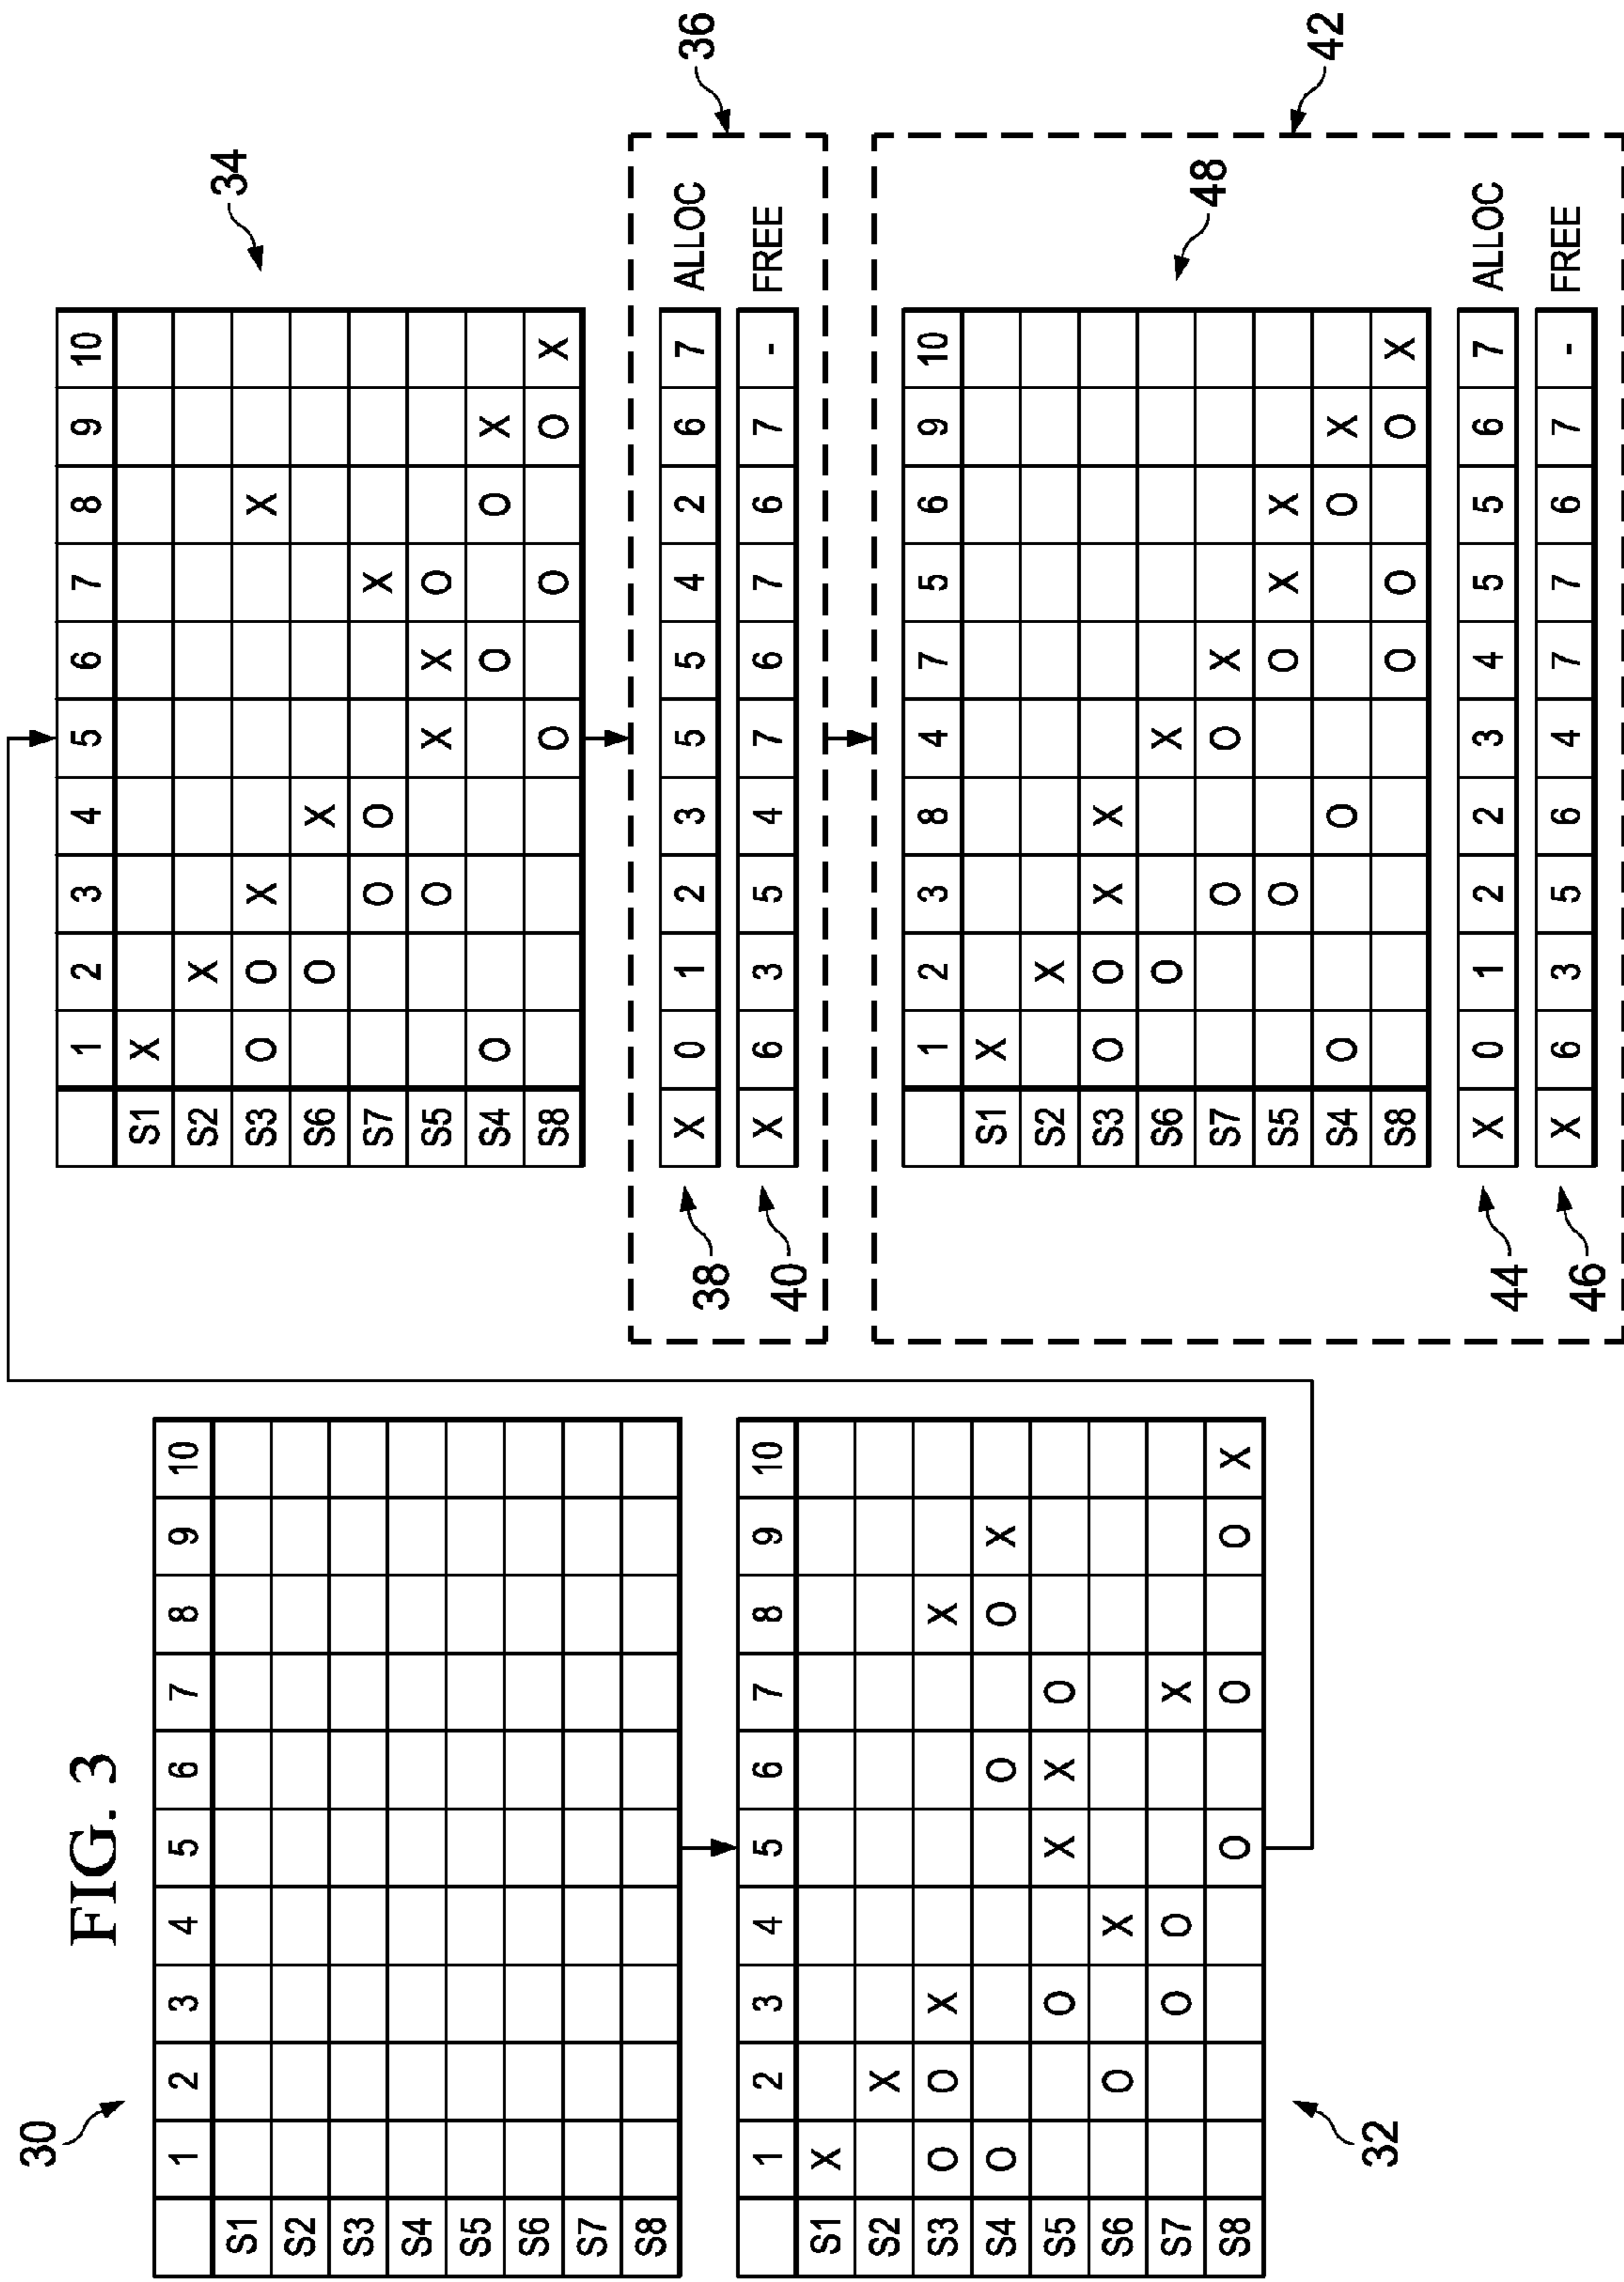 FIG. 3
30
1 2 3 4 5 6 7 8 9 10
S1
S2
S3
S4
S5
S6
S7
S8
1 2 3 4 5 6 7 8 9 10
S1 X
S2 X
S3 O O X X
S4 O O O X
S5 O X X O
S6 O X
S7 O O X
S8 O O O X
32
34
1 2 3 4 5 6 7 8 9 10
S1 X
S2 X
S3 O O X X
S6 O X
S7 O O X
S5 O X X O
S4 O O O X
S8 O O O X
36
38 X 0 1 2 3 5 5 4 2 6 7 ALLOC
40 X 6 3 5 4 7 6 7 6 7 - FREE
42
48
1 2 3 8 4 7 5 6 9 10
S1 X
S2 X
S3 O O X X
S6 O X
S7 O O X
S5 O O X X
S4 O O O X
S8 O O O X
44 X 0 1 2 2 3 4 5 5 6 7 ALLOC
46 X 6 3 5 6 4 7 7 6 7 - FREE